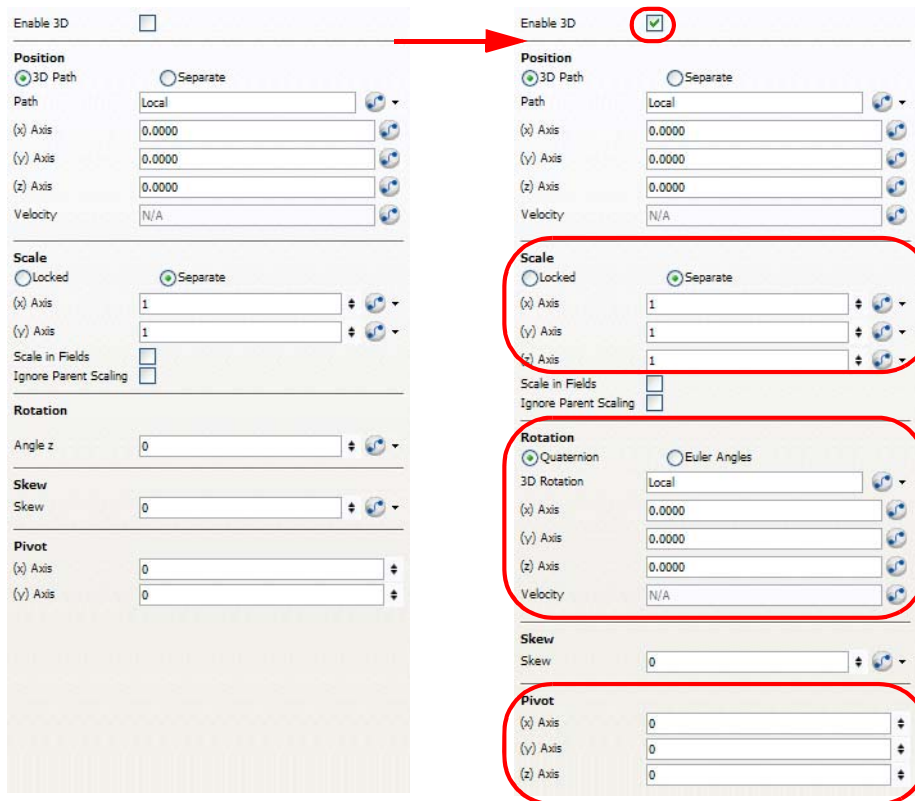 Enable 3D
Position
3D Path Separate
Path Local
(x) Axis 0.0000
(y) Axis 0.0000
(z) Axis 0.0000
Velocity N/A
Scale
Locked Separate
(x) Axis 1
(y) Axis 1
Scale in Fields
Ignore Parent Scaling
Rotation
Angle z 0
Skew
Skew 0
Pivot
(x) Axis 0
(y) Axis 0
Enable 3D
Position
3D Path Separate
Path Local
(x) Axis 0.0000
(y) Axis 0.0000
(z) Axis 0.0000
Velocity N/A
Scale
Locked Separate
(x) Axis 1
(y) Axis 1
(z) Axis 1
Scale in Fields
Ignore Parent Scaling
Rotation
Quaternion Euler Angles
3D Rotation Local
(x) Axis 0.0000
(y) Axis 0.0000
(z) Axis 0.0000
Velocity N/A
Skew
Skew 0
Pivot
(x) Axis 0
(y) Axis 0
(z) Axis 0